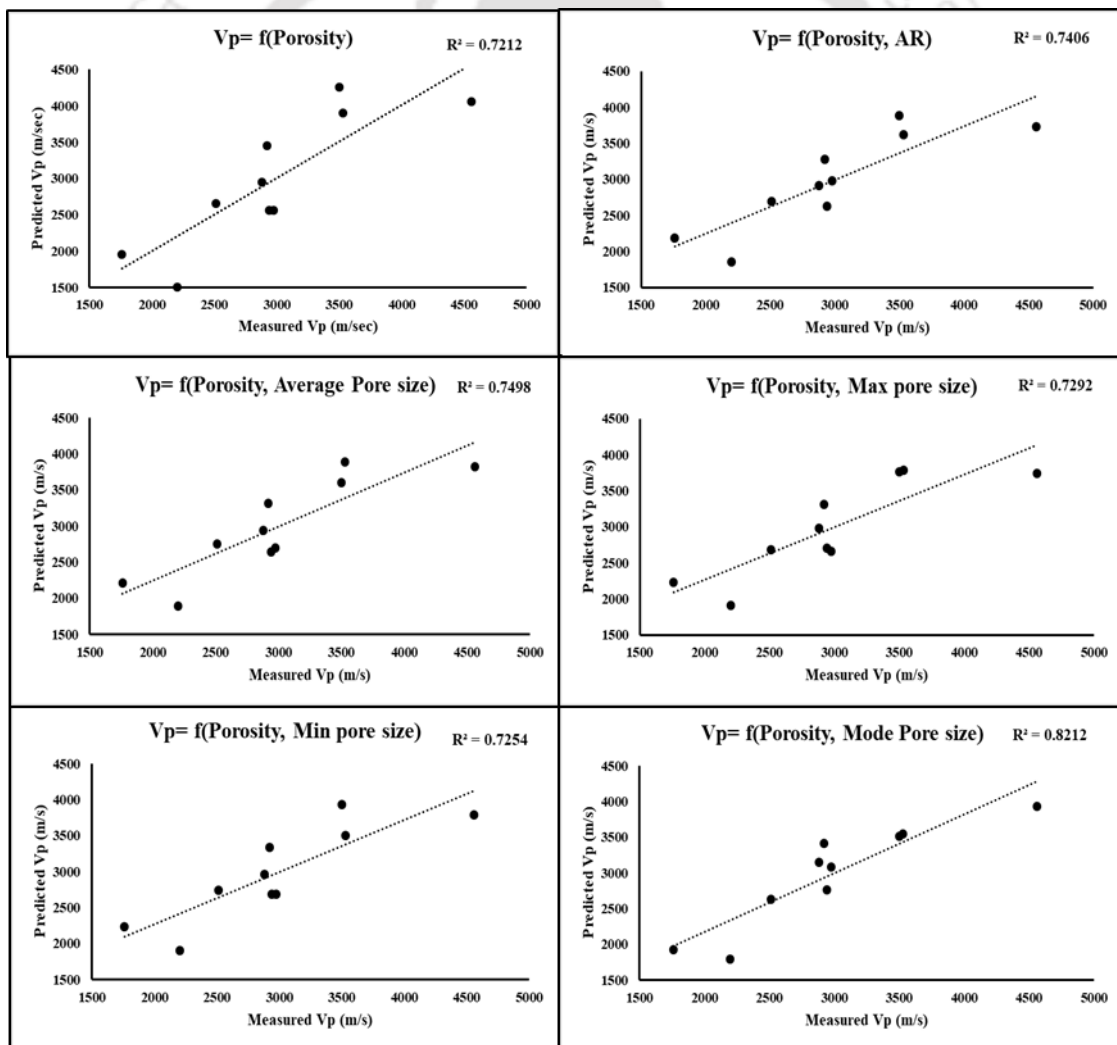 Vp= f(Porosity)
R² = 0.7212
4500
4000
3500
3000
2500
2000
1500
Predicted Vp (m/sec)
1500 2000 2500 3000 3500 4000 4500 5000
Measured Vp (m/sec)
Vp= f(Porosity, AR)
R² = 0.7406
4500
4000
3500
3000
2500
2000
1500
Predicted Vp (m/s)
1500 2000 2500 3000 3500 4000 4500 5000
Measured Vp (m/s)
Vp= f(Porosity, Average Pore size)
R² = 0.7498
4500
4000
3500
3000
2500
2000
1500
Predicted Vp (m/s)
1500 2000 2500 3000 3500 4000 4500 5000
Measured Vp (m/s)
Vp= f(Porosity, Max pore size)
R² = 0.7292
4500
4000
3500
3000
2500
2000
1500
Predicted Vp (m/s)
1500 2000 2500 3000 3500 4000 4500 5000
Measured Vp (m/s)
Vp= f(Porosity, Min pore size)
R² = 0.7254
4500
4000
3500
3000
2500
2000
1500
Predicted Vp (m/s)
1500 2000 2500 3000 3500 4000 4500 5000
Measured Vp (m/s)
Vp= f(Porosity, Mode Pore size)
R² = 0.8212
4500
4000
3500
3000
2500
2000
1500
Predicted Vp (m/s)
1500 2000 2500 3000 3500 4000 4500 5000
Measured Vp (m/s)